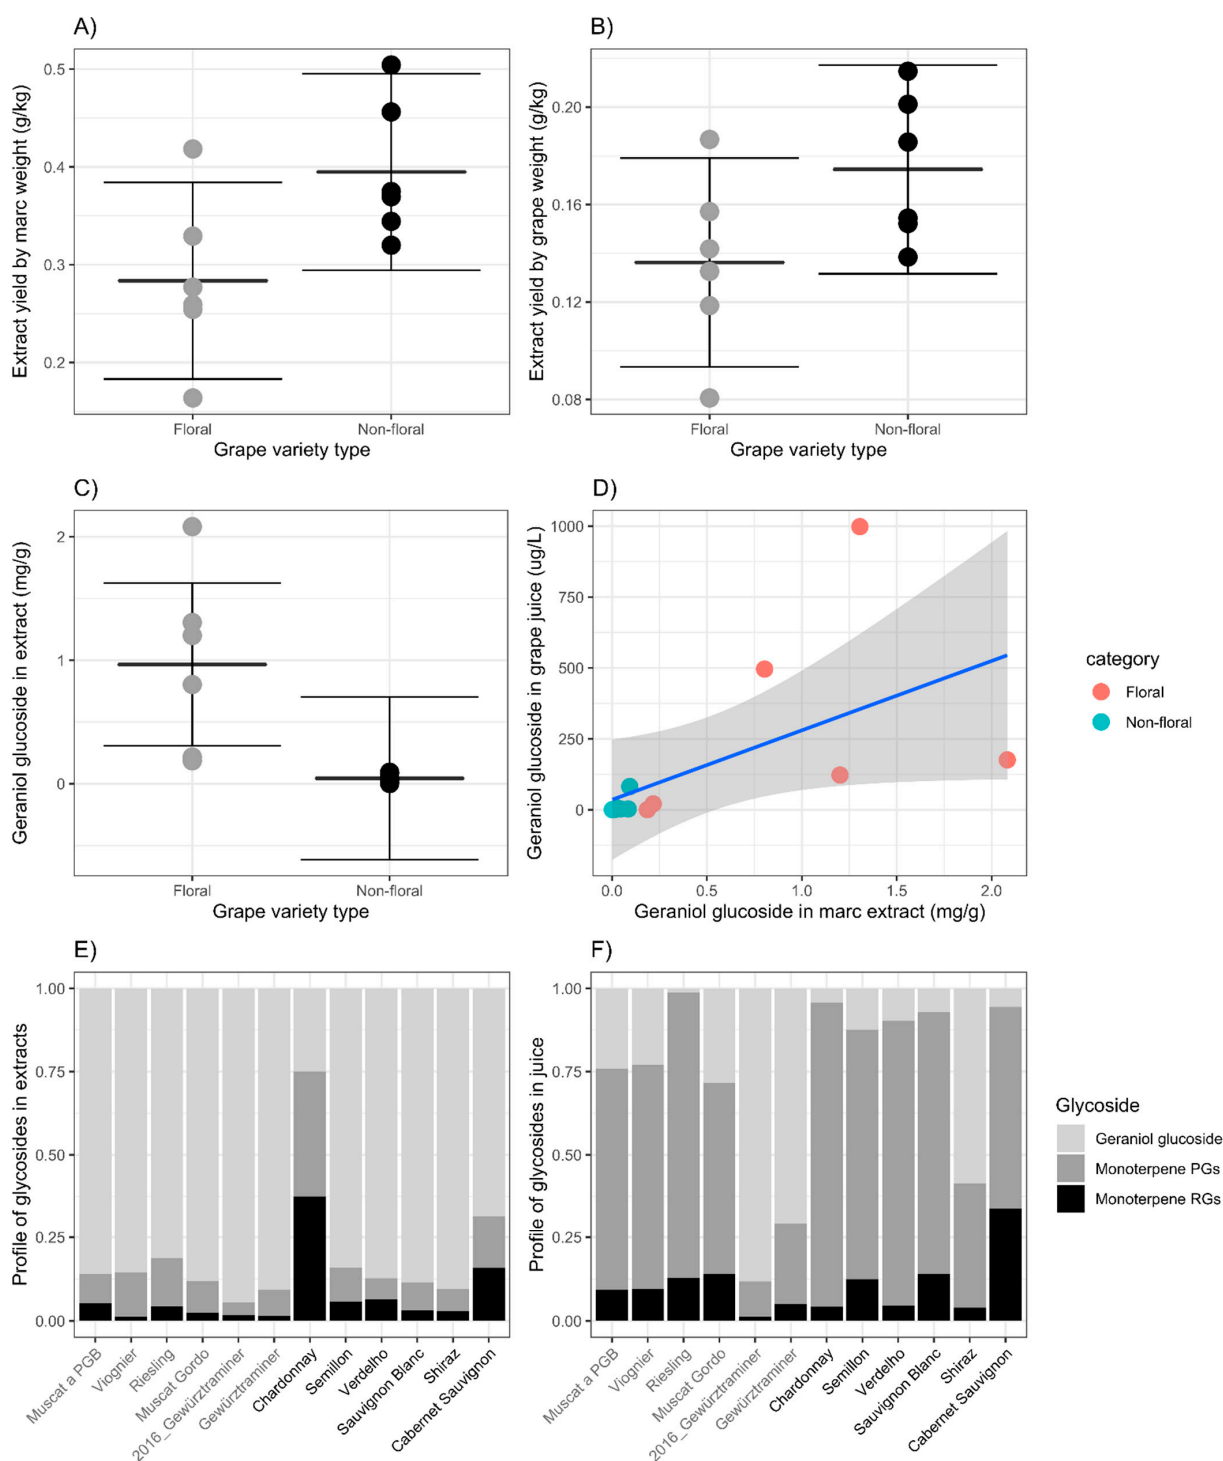 A)
Extract yield by marc weight (g/kg)
0.5
0.4
0.3
0.2
Floral
Non-floral
Grape variety type
B)
Extract yield by grape weight (g/kg)
0.20
0.16
0.12
0.08
Floral
Non-floral
Grape variety type
C)
Geraniol glucoside in extract (mg/g)
2
1
0
Floral
Non-floral
Grape variety type
D)
Geraniol glucoside in grape juice (ug/L)
1000
750
500
250
0
0.0
0.5
1.0
1.5
2.0
Geraniol glucoside in marc extract (mg/g)
category
Floral
Non-floral
E)
Profile of glycosides in extracts
1.00
0.75
0.50
0.25
0.00
Muscat a PGB
Viognier
Riesling
Muscat Gordo
2016_Gewürztraminer
Gewürztraminer
Chardonnay
Semillon
Verdelho
Sauvignon Blanc
Shiraz
Cabernet Sauvignon
F)
Profile of glycosides in juice
1.00
0.75
0.50
0.25
0.00
Muscat a PGB
Viognier
Riesling
Muscat Gordo
2016_Gewürztraminer
Gewürztraminer
Chardonnay
Semillon
Verdelho
Sauvignon Blanc
Shiraz
Cabernet Sauvignon
Glycoside
Geraniol glucoside
Monoterpene PGs
Monoterpene RGs